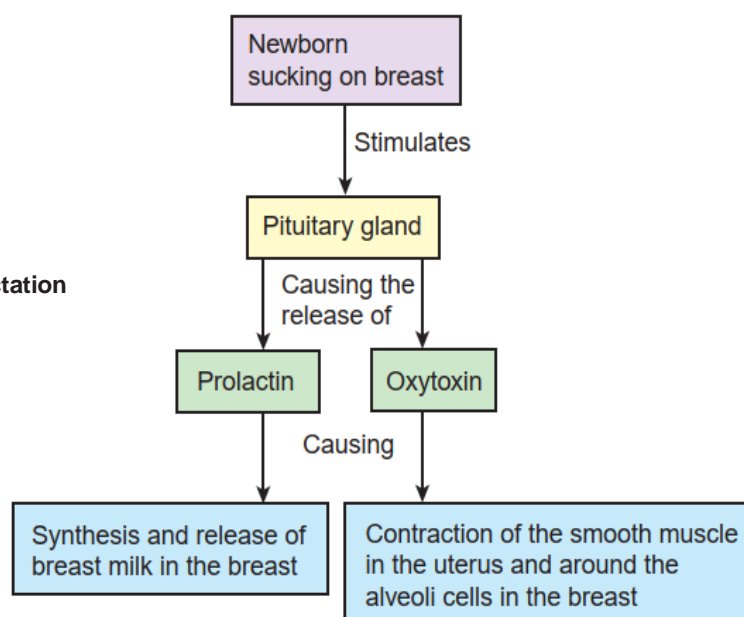 Newborn
sucking on breast
Stimulates
Pituitary gland
tation
Causing the
release of
Prolactin
Oxytoxin
Causing
Synthesis and release of
breast milk in the breast
Contraction of the smooth muscle
in the uterus and around the
alveoli cells in the breast